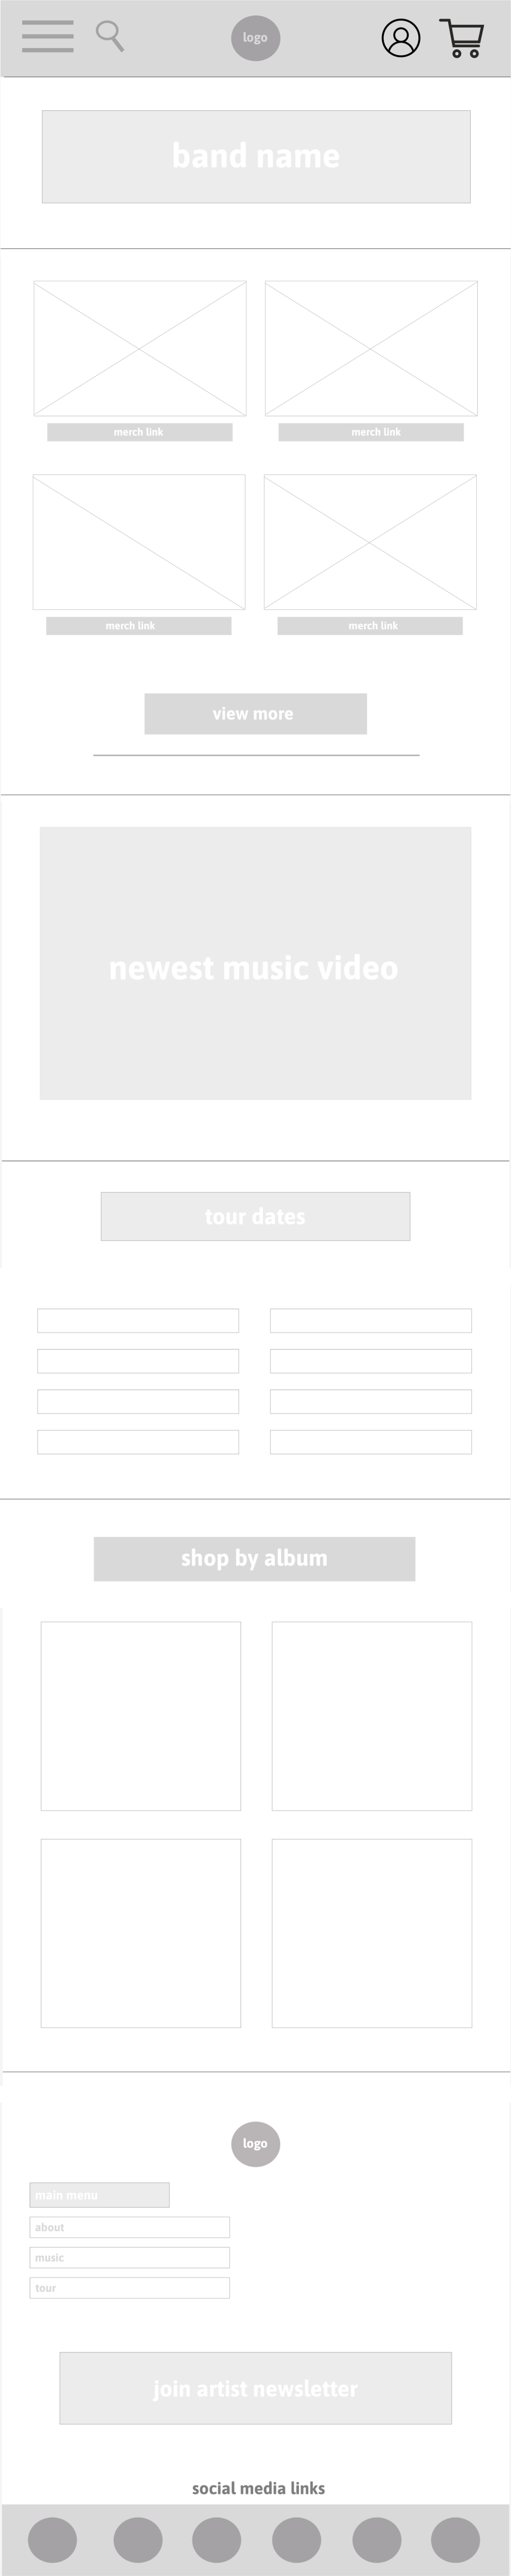 logo
band name
merch link
merch link
merch link
merch link
view more
newest music video
tour dates
shop by album
logo
main menu
about
music
tour
join artist newsletter
social media links